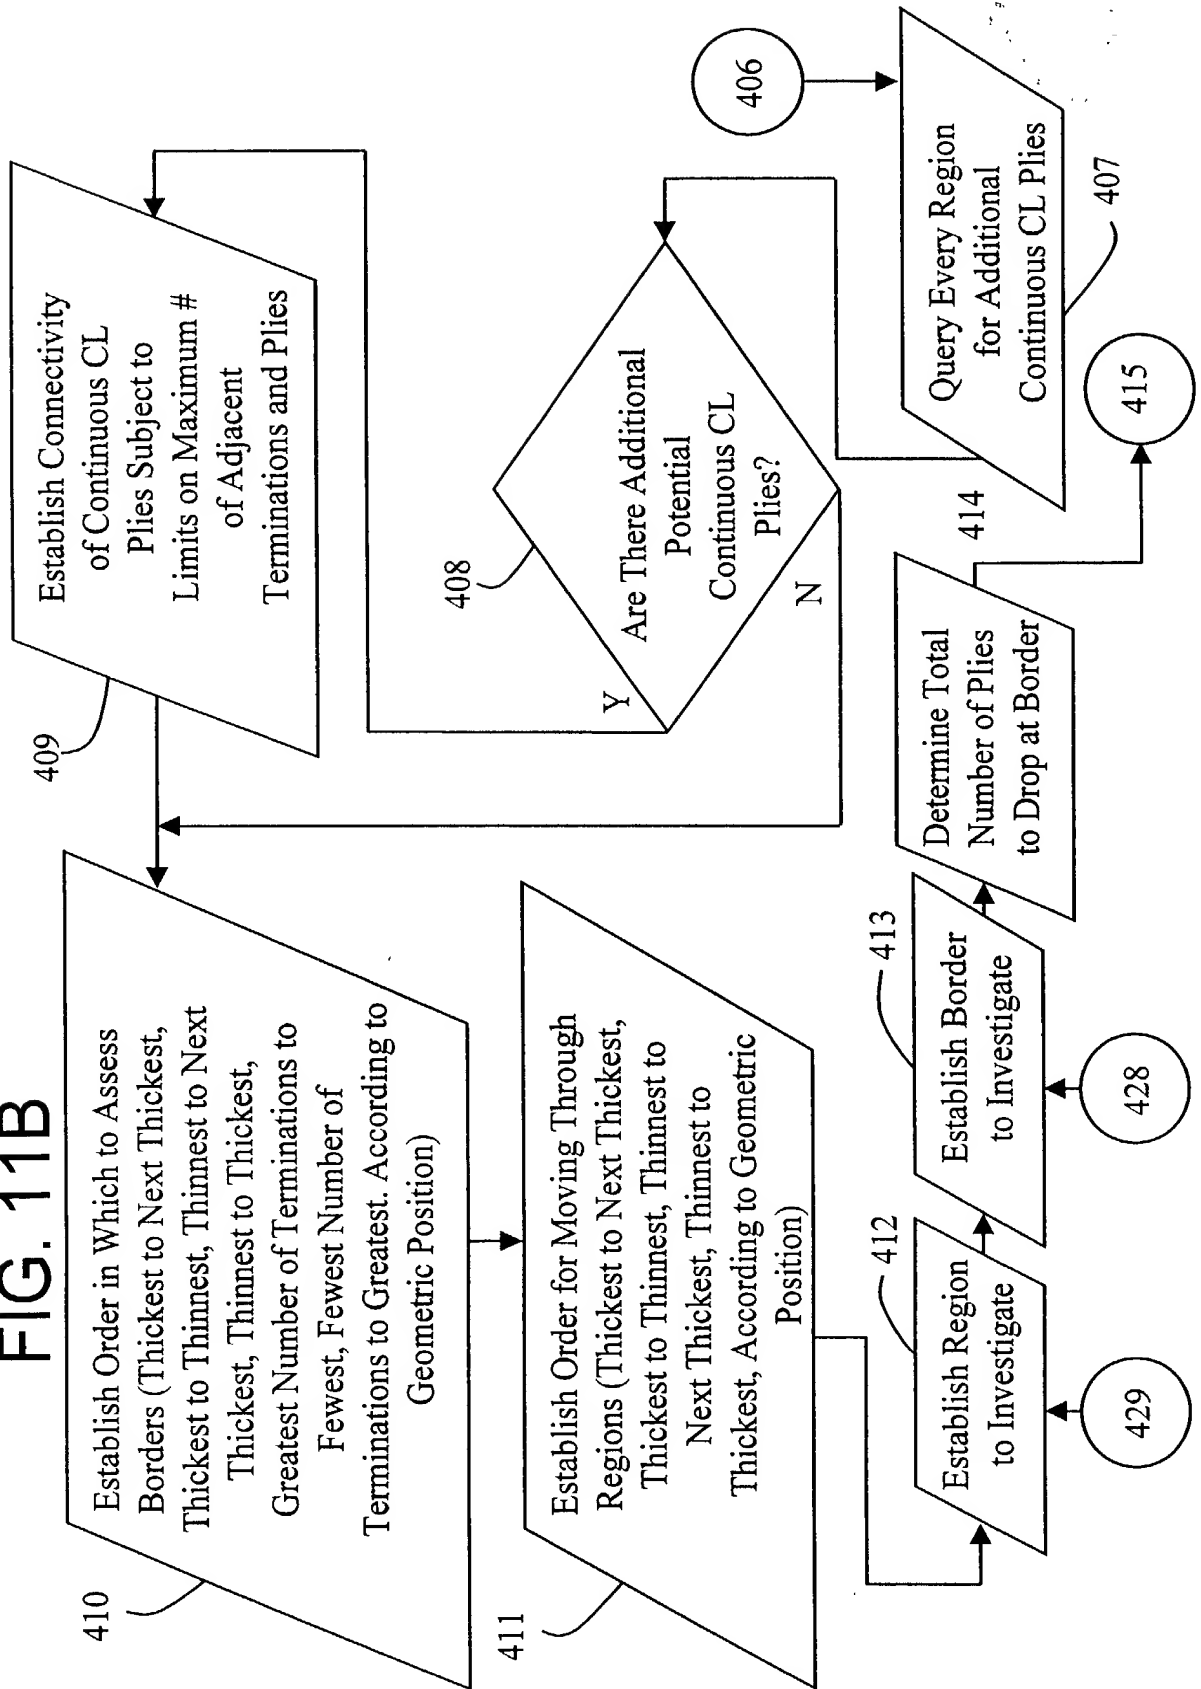 FIG. 11B
406
Query Every Region
for Additional
Continuous CL Plies
407
Are There Additional
Potential
Continuous CL
Plies?
408
Y
N
Establish Connectivity
of Continuous CL
Plies Subject to
Limits on Maximum #
of Adjacent
Terminations and Plies
409
Establish Order in Which to Assess
Borders (Thickest to Next Thickest,
Thickest to Thinnest, Thinnest to Next
Thickest, Thinnest to Thickest,
Greatest Number of Terminations to
Fewest, Fewest Number of
Terminations to Greatest. According to
Geometric Position)
410
Establish Order for Moving Through
Regions (Thickest to Next Thickest,
Thickest to Thinnest, Thinnest to
Next Thickest, Thinnest to
Thickest, According to Geometric
Position)
411
Establish Region
to Investigate
412
429
Establish Border
to Investigate
413
428
Determine Total
Number of Plies
to Drop at Border
414
415